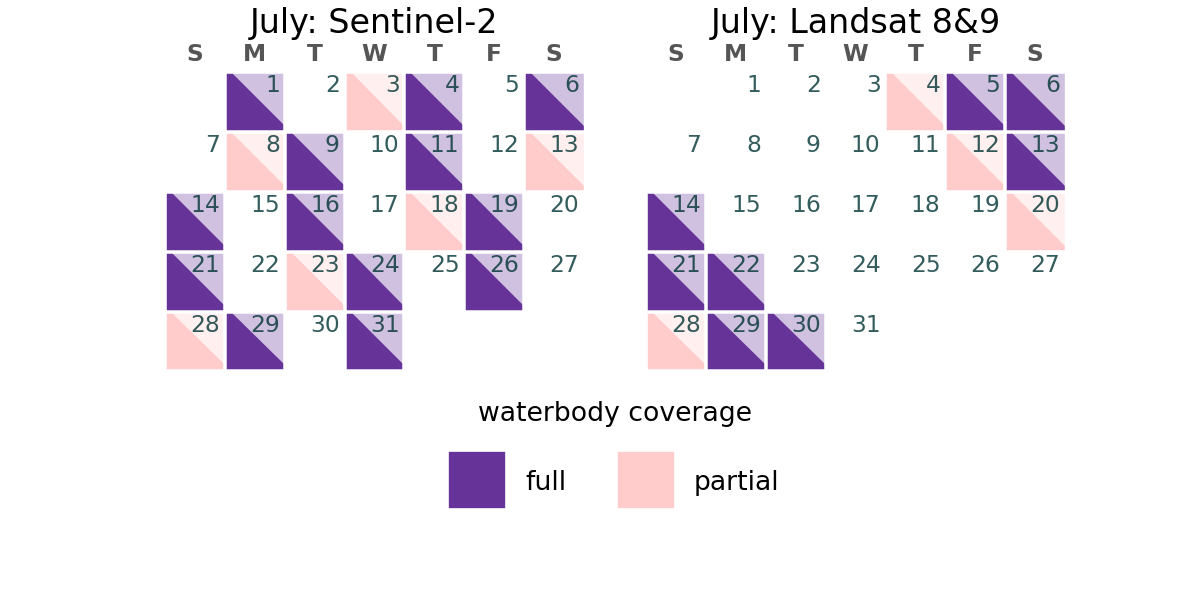 July: Sentinel-2
S M T W T F S
1 2 3 4 5 6
7 8 9 10 11 12 13
14 15 16 17 18 19 20
21 22 23 24 25 26 27
28 29 30 31
July: Landsat 8&9
S M T W T F S
1 2 3 4 5 6
7 8 9 10 11 12 13
14 15 16 17 18 19 20
21 22 23 24 25 26 27
28 29 30 31
waterbody coverage
full partial